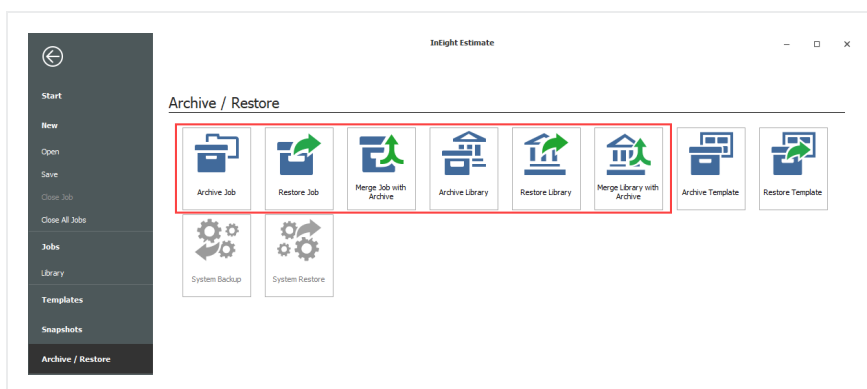 InEight Estimate
Start
New
Open
Save
Close Job
Close All Jobs
Jobs
Library
Templates
Snapshots
Archive / Restore
Archive / Restore
Archive Job
Restore Job
Merge Job with
Archive
Archive Library
Restore Library
Merge Library with
Archive
Archive Template
Restore Template
System Backup
System Restore